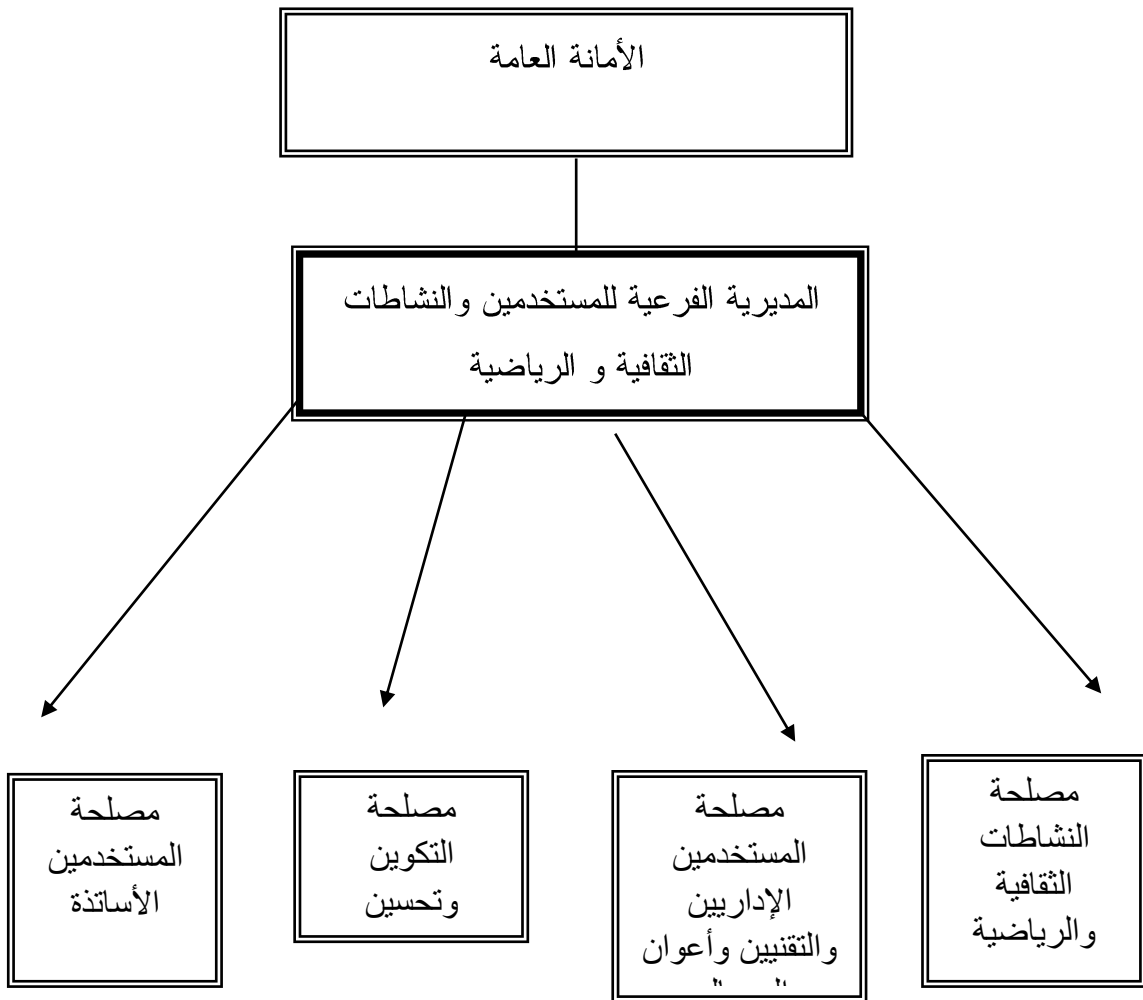 الأمانة العامة
المديرية الفرعية للمستخدمين والنشاطات
الثقافية و الرياضية
مصلحة
النشاطات
الثقافية
والرياضية
مصلحة
المستخدمين
الإداريين
والتقنيين وأعوان
مصلحة
التكوين
وتحسين
مصلحة
المستخدمين
الأساتذة